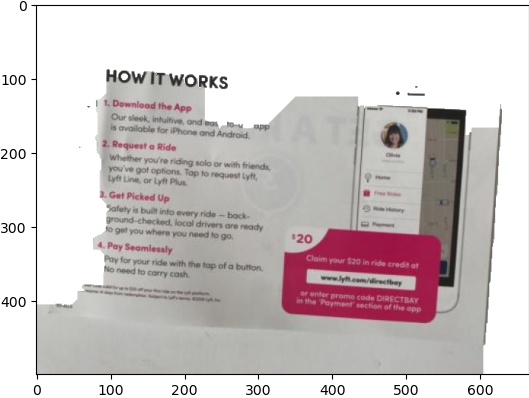 HOW IT WORKS
1. Download the App
Our sleek, intuitive, and eas to-u app
is available for iPhone and Android.
2. Request a Ride
Whether you're riding solo or with friends,
you've got options. Tap to request Lyft,
Lyft Line, or Lyft Plus.
3. Get Picked Up
Safety is built into every ride — back-
ground-checked, local drivers are ready
to get you where you need to go.
4. Pay Seamlessly
Pay for your ride with the tap of a button.
No need to carry cash.
Olivia
Home
Free Rides
Ride History
Payment
$20
Claim your $20 in ride credit at
www.lyft.com/directbay
or enter promo code DIRECTBAY
in the 'Payment' section of the app
0
100
200
300
400
0
100
200
300
400
500
600